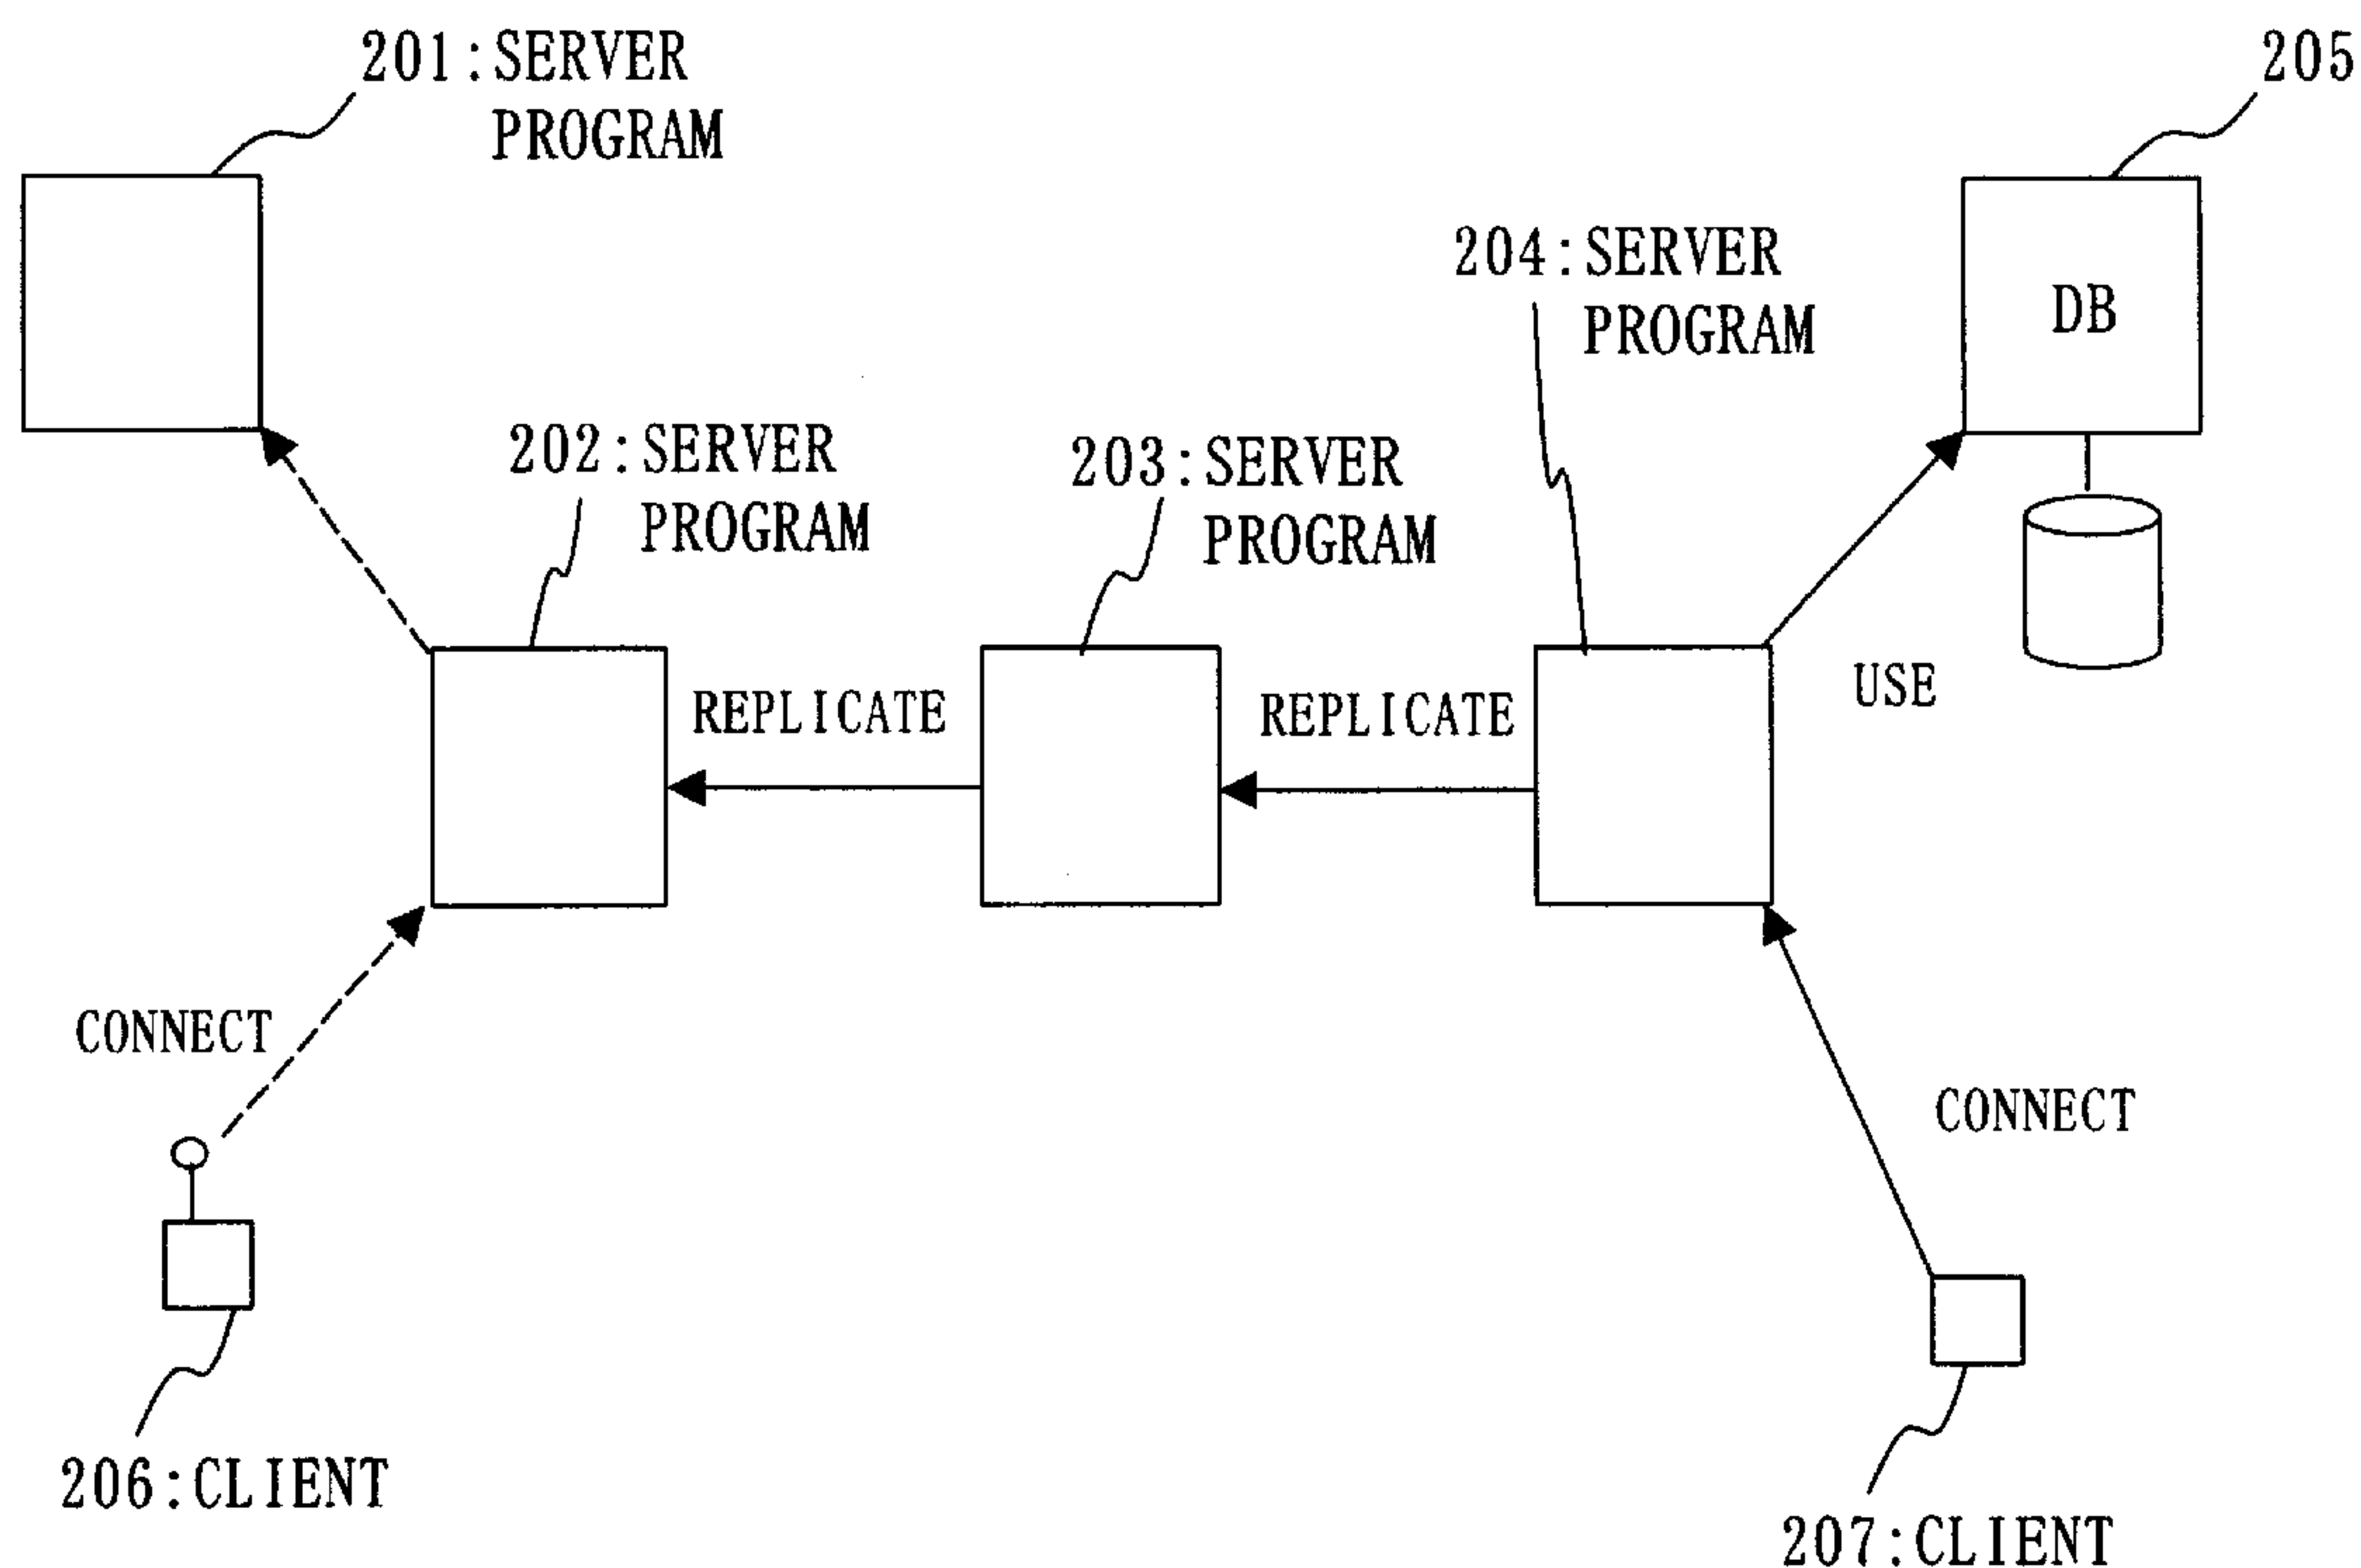 201:SERVER
PROGRAM
205
204:SERVER
PROGRAM
DB
202:SERVER
PROGRAM
203:SERVER
PROGRAM
USE
REPLICATE
REPLICATE
CONNECT
CONNECT
206:CLIENT
207:CLIENT